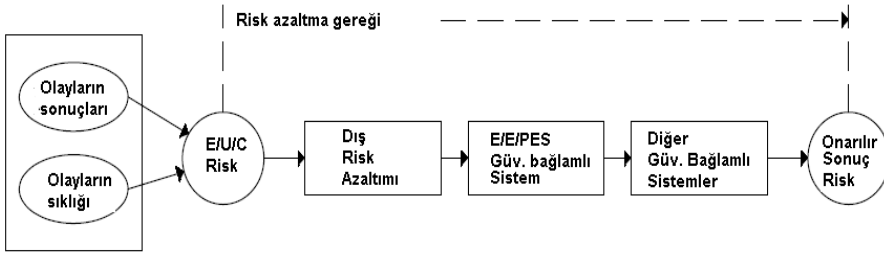 Risk azaltma gereği
Olayların
sonuçları
Olayların
sıklığı
E/U/C
Risk
Dış
Risk
Azaltımı
E/E/PES
Güv. bağlamlı
Sistem
Diğer
Güv. Bağlamlı
Sistemler
Onarılır
Sonuç
Risk